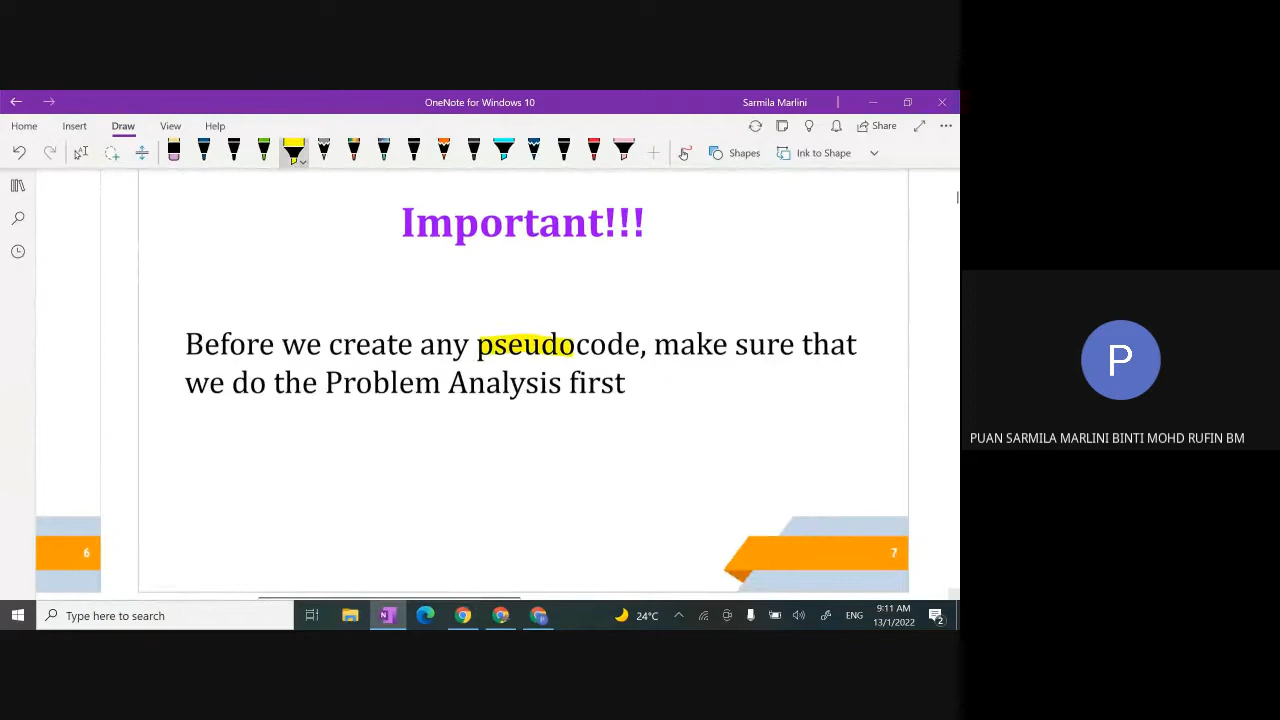 OneNote for Windows 10
Sarmila Marlini
Home Insert Draw View Help
Share
Shapes
Ink to Shape
Important!!!
Before we create any pseudocode, make sure that
we do the Problem Analysis first
6
7
P
PUAN SARMILA MARLINI BINTI MOHD RUFIN BM
Type here to search
24°C
ENG
9:11 AM
13/1/2022
2